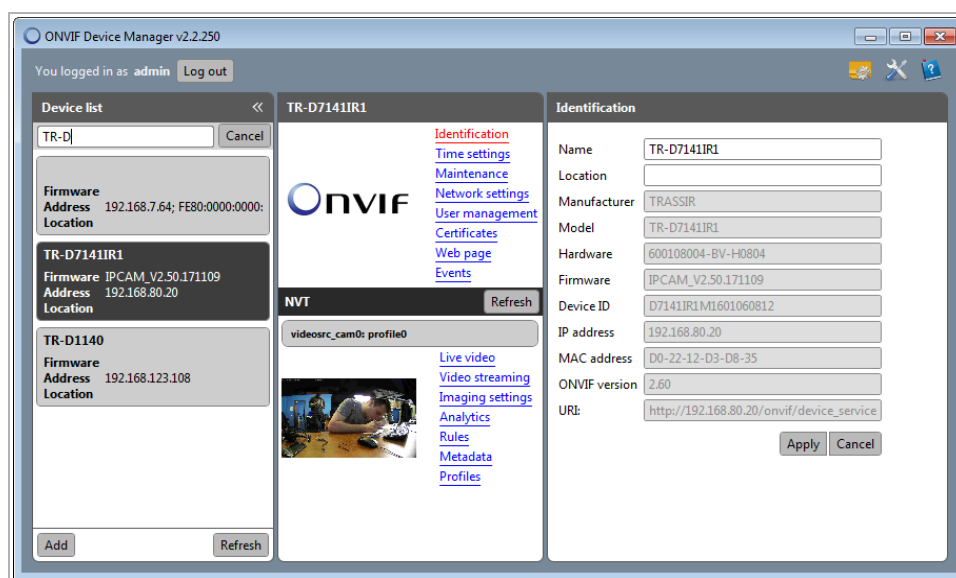 ONVIF Device Manager v2.2.250
You logged in as admin Log out
Device list «
TR-D Cancel
Firmware
Address 192.168.7.64; FE80:0000:0000:
Location
TR-D7141IR1
Firmware IPCAM_V2.50.171109
Address 192.168.80.20
Location
TR-D1140
Firmware
Address 192.168.123.108
Location
Add Refresh
TR-D7141IR1
ONVIF
Identification
Time settings
Maintenance
Network settings
User management
Certificates
Web page
Events
NVT Refresh
videosrc_cam0: profile0
Live video
Video streaming
Imaging settings
Analytics
Rules
Metadata
Profiles
Identification
Name TR-D7141IR1
Location
Manufacturer TRASSIR
Model TR-D7141IR1
Hardware 600108004-BV-H0804
Firmware IPCAM_V2.50.171109
Device ID D7141IR1M1601060812
IP address 192.168.80.20
MAC address D0-22-12-D3-D8-35
ONVIF version 2.60
URI: http://192.168.80.20/onvif/device_service
Apply Cancel